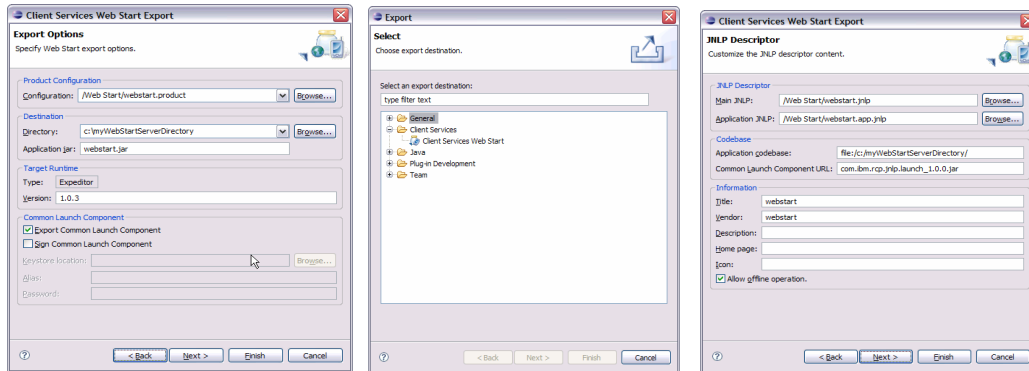 Client Services Web Start Export
Export Options
Specify Web Start export options.
Product Configuration
Configuration: /Web Start/webstart.product Browse...
Destination
Directory: c:\myWebStartServerDirectory Browse...
Application jar: webstart.jar
Target Runtime
Type: Expeditor
Version: 1.0.3
Common Launch Component
Export Common Launch Component
Sign Common Launch Component
Keystore location: Browse...
Alias:
Password:
< Back Next > Finish Cancel
Export
Select
Choose export destination.
Select an export destination:
type filter text
General
Client Services
Client Services Web Start
Java
Plug-in Development
Team
< Back Next > Finish Cancel
Client Services Web Start Export
JNLP Descriptor
Customize the JNLP descriptor content.
JNLP Descriptor
Main JNLP: /Web Start/webstart.jnlp Browse...
Application JNLP: /Web Start/webstart.app.jnlp Browse...
Codebase
Application codebase: file:/c:/myWebStartServerDirectory/
Common Launch Component URL: com.ibm.rcp.jnlp.launch_1.0.0.jar
Information
Title: webstart
Vendor: webstart
Description:
Home page:
Icon:
Allow offline operation.
< Back Next > Finish Cancel